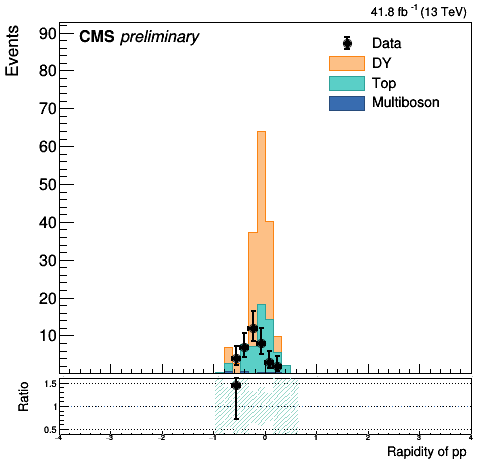 41.8 fb⁻¹ (13 TeV)
CMS preliminary
Events
90
80
70
60
50
40
30
20
10
Data
DY
Top
Multiboson
Ratio
1.5
1
0.5
-4 -3 -2 -1 0 1 2 3 4
Rapidity of pp